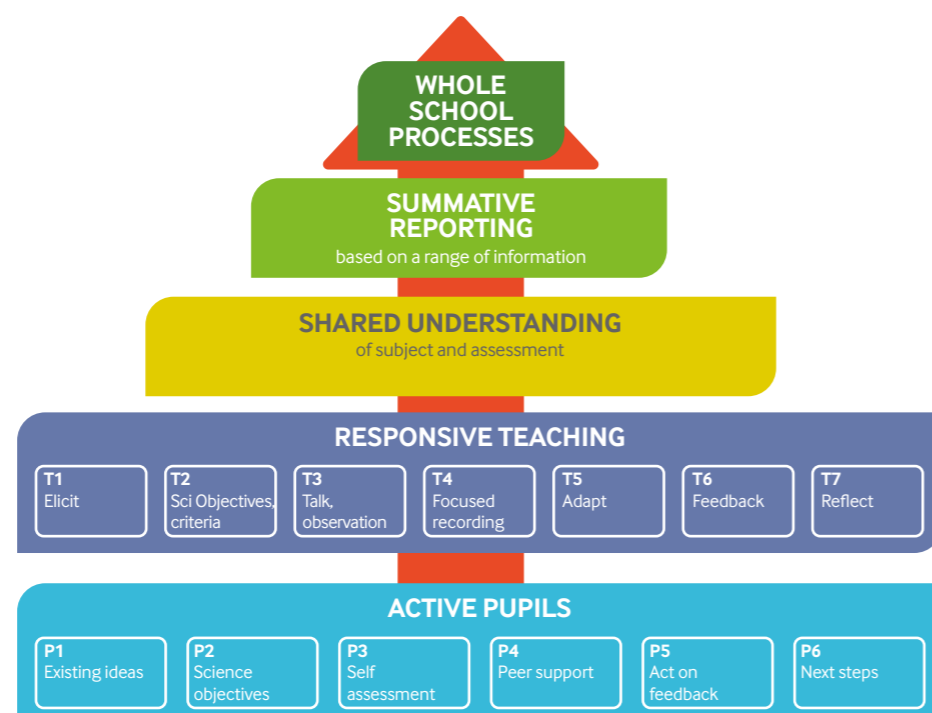 WHOLE
SCHOOL
PROCESSES
SUMMATIVE
REPORTING
based on a range of information
SHARED UNDERSTANDING
of subject and assessment
RESPONSIVE TEACHING
T1
Elicit
T2
Sci Objectives,
criteria
T3
Talk,
observation
T4
Focused
recording
T5
Adapt
T6
Feedback
T7
Reflect
ACTIVE PUPILS
P1
Existing ideas
P2
Science
objectives
P3
Self
assessment
P4
Peer support
P5
Act on
feedback
P6
Next steps